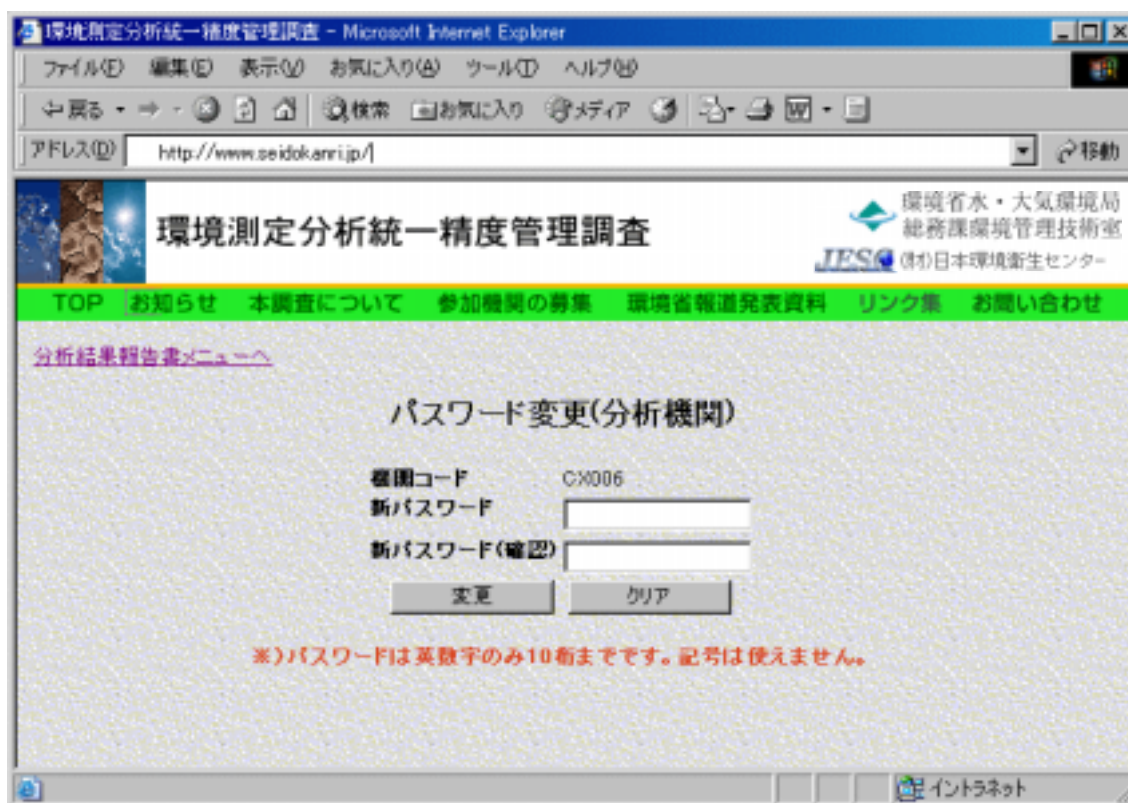 環境測定分析統一精度管理調査 - Microsoft Internet Explorer
ファイル(F) 編集(E) 表示(V) お気に入り(A) ツール(T) ヘルプ(H)
戻る 検索 お気に入り メディア
アドレス(D) http://www.seidokanri.jp/ 移動
環境測定分析統一精度管理調査
環境省水・大気環境局
総務課環境管理技術室
JESC (財)日本環境衛生センター
TOP お知らせ 本調査について 参加機関の募集 環境省報道発表資料 リンク集 お問い合わせ
分析結果報告書メニューへ
パスワード変更(分析機関)
機関コード CX006
新パスワード
新パスワード(確認)
変更 クリア
※)パスワードは英数字のみ10桁までです。記号は使えません。
イントラネット